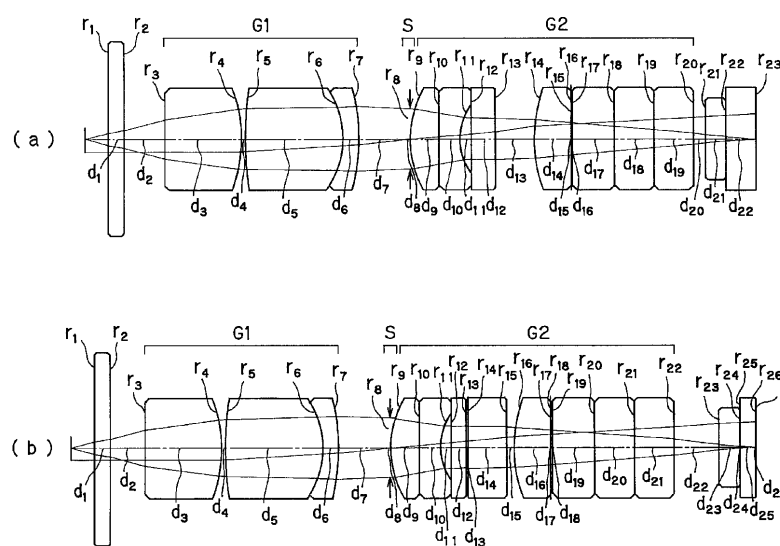 r1 r2 G1 S G2
r3 r4 r5 r6 r7 r8 r9 r10 r11 r12 r13 r14 r15 r16 r17 r18 r19 r20 r21 r22 r23
(a)
d1 d2 d3 d4 d5 d6 d7 d8 d9 d10 d11 d12 d13 d14 d15 d16 d17 d18 d19 d20 d21 d22
r1 r2 G1 S G2
r3 r4 r5 r6 r7 r8 r9 r10 r11 r12 r13 r14 r15 r16 r17 r18 r19 r20 r21 r22 r23 r24 r25 r26
(b)
d1 d2 d3 d4 d5 d6 d7 d8 d9 d10 d11 d12 d13 d14 d15 d16 d17 d18 d19 d20 d21 d22 d23 d24 d25